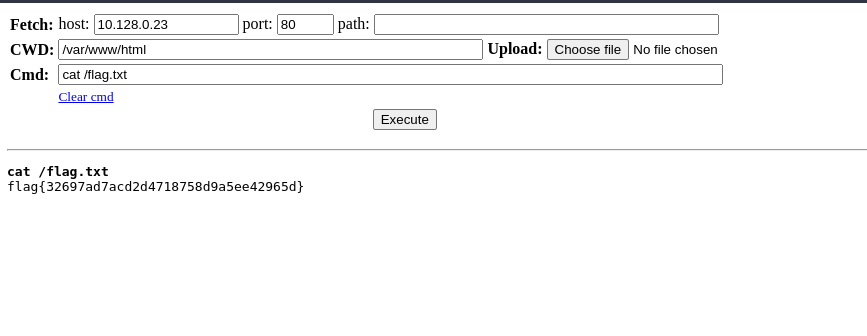 Fetch: host: 10.128.0.23 port: 80 path:
CWD: /var/www/html Upload: Choose file No file chosen
Cmd: cat /flag.txt
Clear cmd
Execute
cat /flag.txt
flag{32697ad7acd2d4718758d9a5ee42965d}